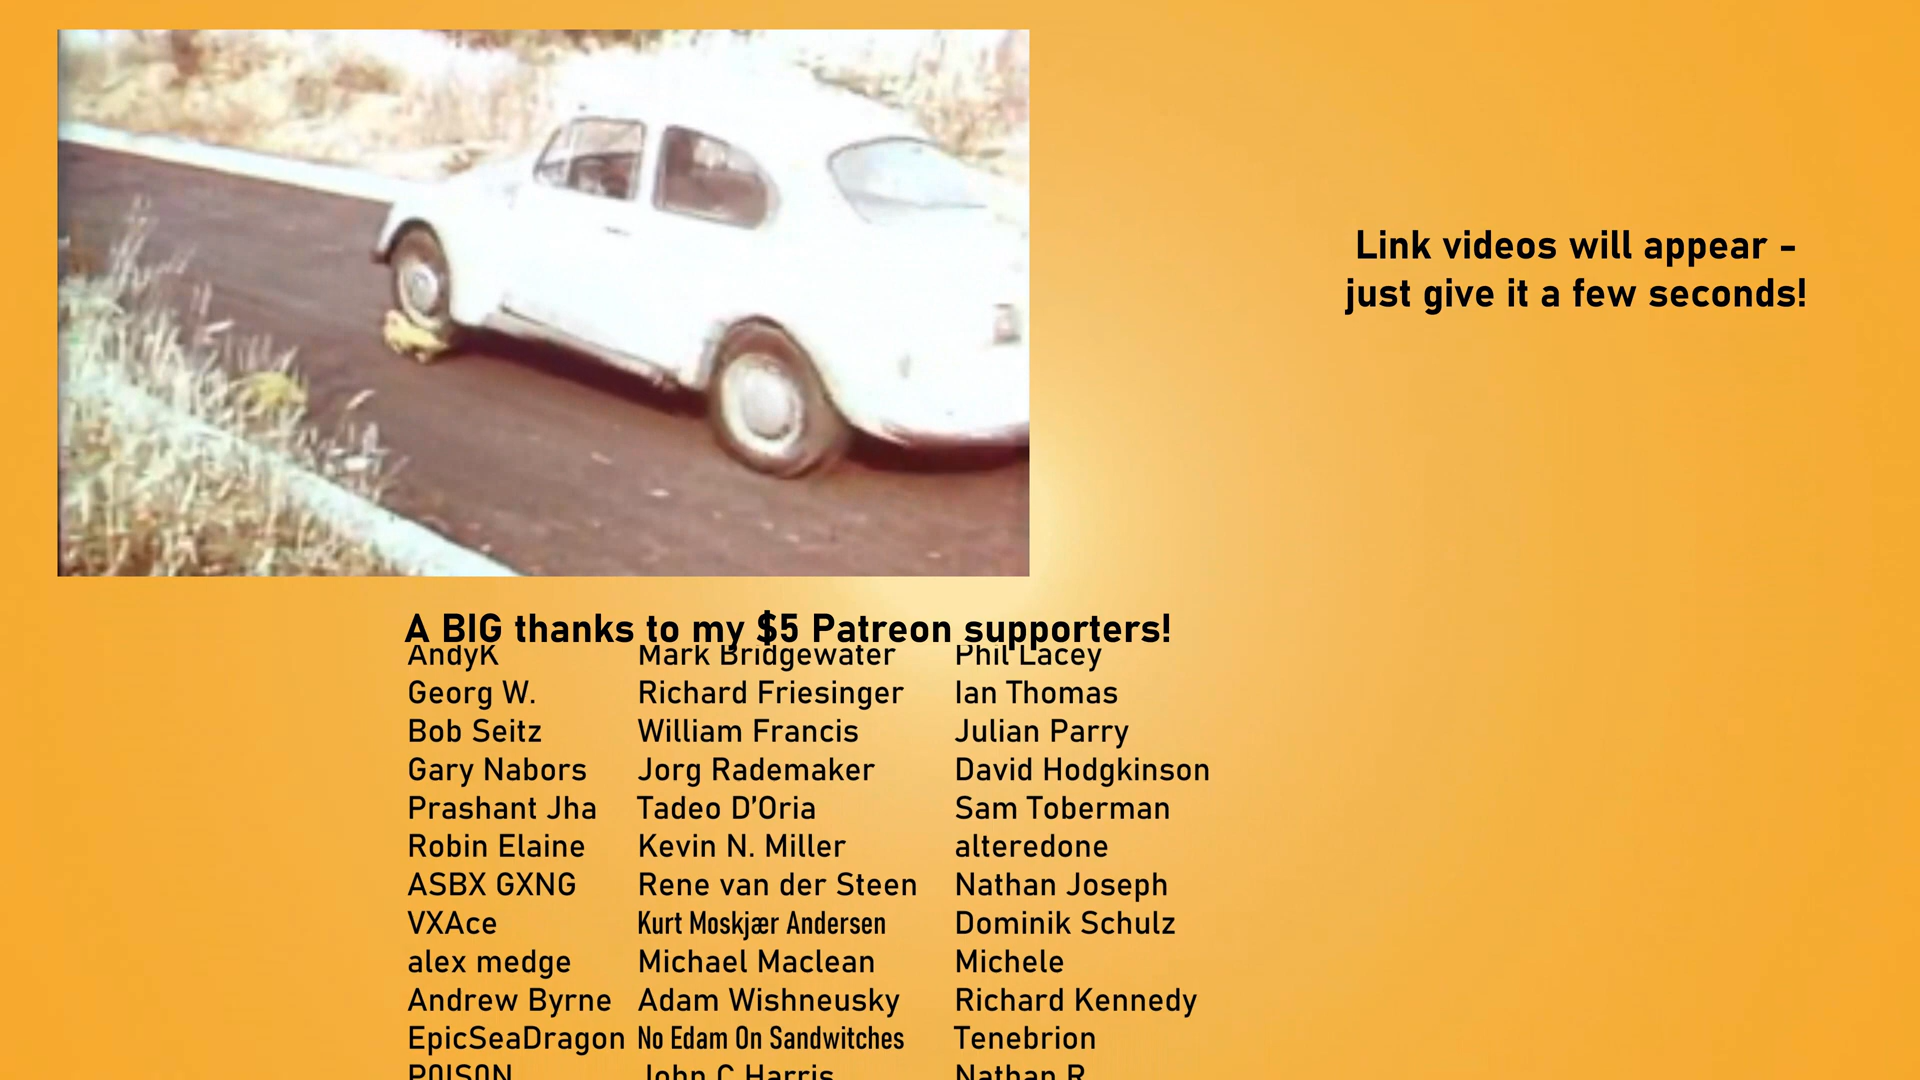 Link videos will appear -
just give it a few seconds!
A BIG thanks to my $5 Patreon supporters!
AndyK Mark Bridgewater Phil Lacey
Georg W. Richard Friesinger Ian Thomas
Bob Seitz William Francis Julian Parry
Gary Nabors Jorg Rademaker David Hodgkinson
Prashant Jha Tadeo D'Oria Sam Toberman
Robin Elaine Kevin N. Miller alteredone
ASBX GXNG Rene van der Steen Nathan Joseph
VXAce Kurt Moskjær Andersen Dominik Schulz
alex medge Michael Maclean Michele
Andrew Byrne Adam Wishneusky Richard Kennedy
EpicSeaDragon No Edam On Sandwitches Tenebrion
P0IS0N John C Harris Nathan R